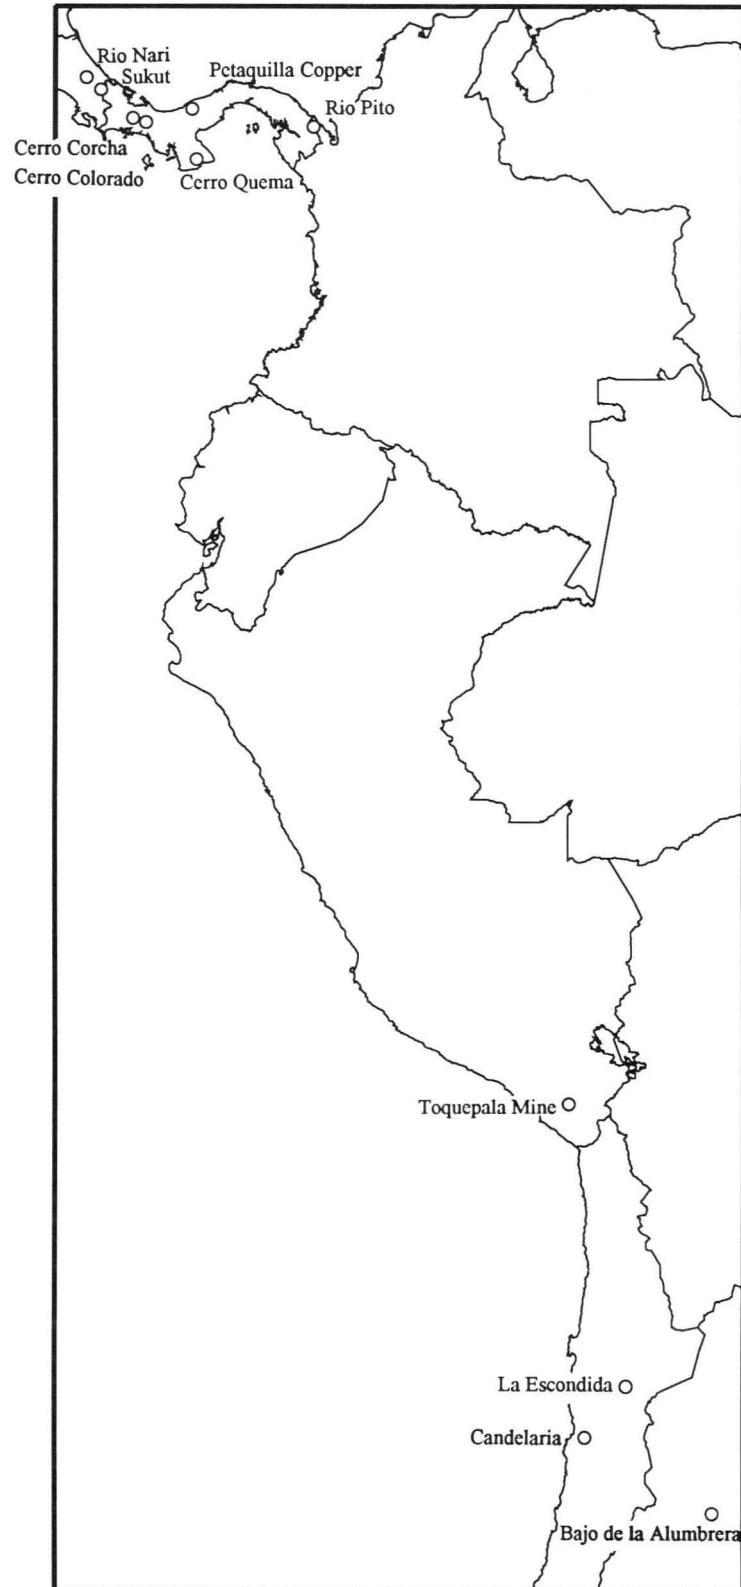 Rio Nari
Sukut
Petaquilla Copper
Rio Pito
Cerro Corcha
Cerro Colorado
Cerro Quema
Toquepala Mine
La Escondida
Candelaria
Bajo de la Alumbrera